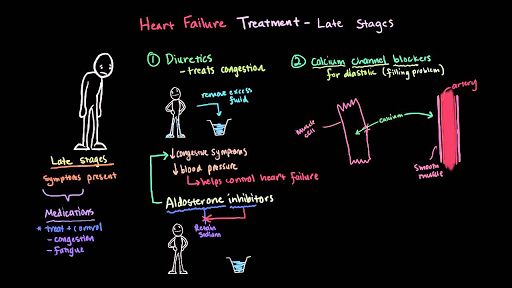 Heart Failure Treatment - Late Stages
Late stages
Symptoms present
Medications
* treat + control
- congestion
- fatigue
① Diuretics
- treats congestion
remove excess
fluid
↓ congestive symptoms
↓ blood pressure
↳ helps control heart failure
Aldosterone inhibitors
Retain
sodium
② Calcium channel blockers
for diastolic (filling problem)
muscle
cell
calcium
artery
smooth
muscle